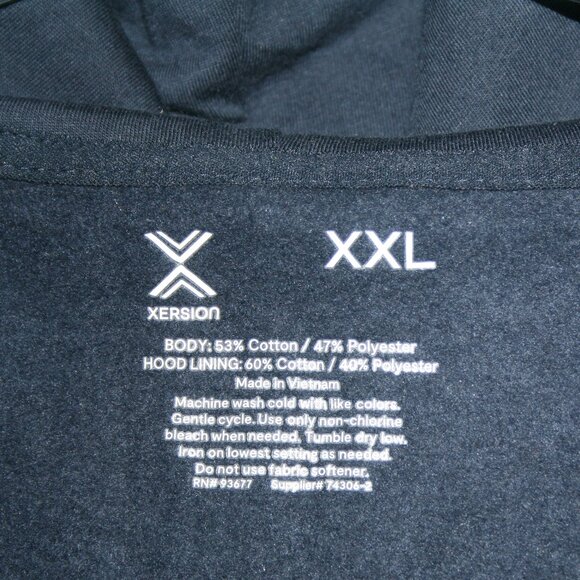 XXL
XERSION
BODY: 53% Cotton / 47% Polyester
HOOD LINING: 60% Cotton / 40% Polyester
Made in Vietnam
Machine wash cold with like colors.
Gentle cycle. Use only non-chlorine
bleach when needed. Tumble dry low.
Iron on lowest setting as needed.
Do not use fabric softener.
RN# 93677 Supplier# 74306-2